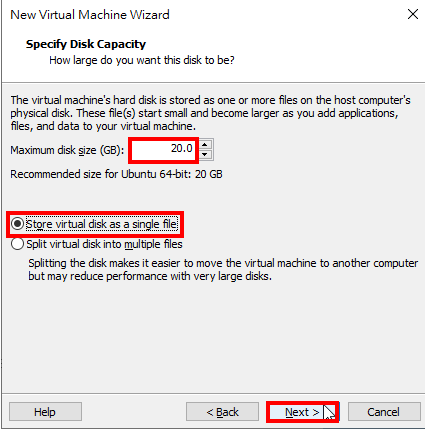 New Virtual Machine Wizard
Specify Disk Capacity
How large do you want this disk to be?
The virtual machine's hard disk is stored as one or more files on the host computer's
physical disk. These file(s) start small and become larger as you add applications,
files, and data to your virtual machine.
Maximum disk size (GB): 20.0
Recommended size for Ubuntu 64-bit: 20 GB
Store virtual disk as a single file
Split virtual disk into multiple files
Splitting the disk makes it easier to move the virtual machine to another computer
but may reduce performance with very large disks.
Help < Back Next > Cancel